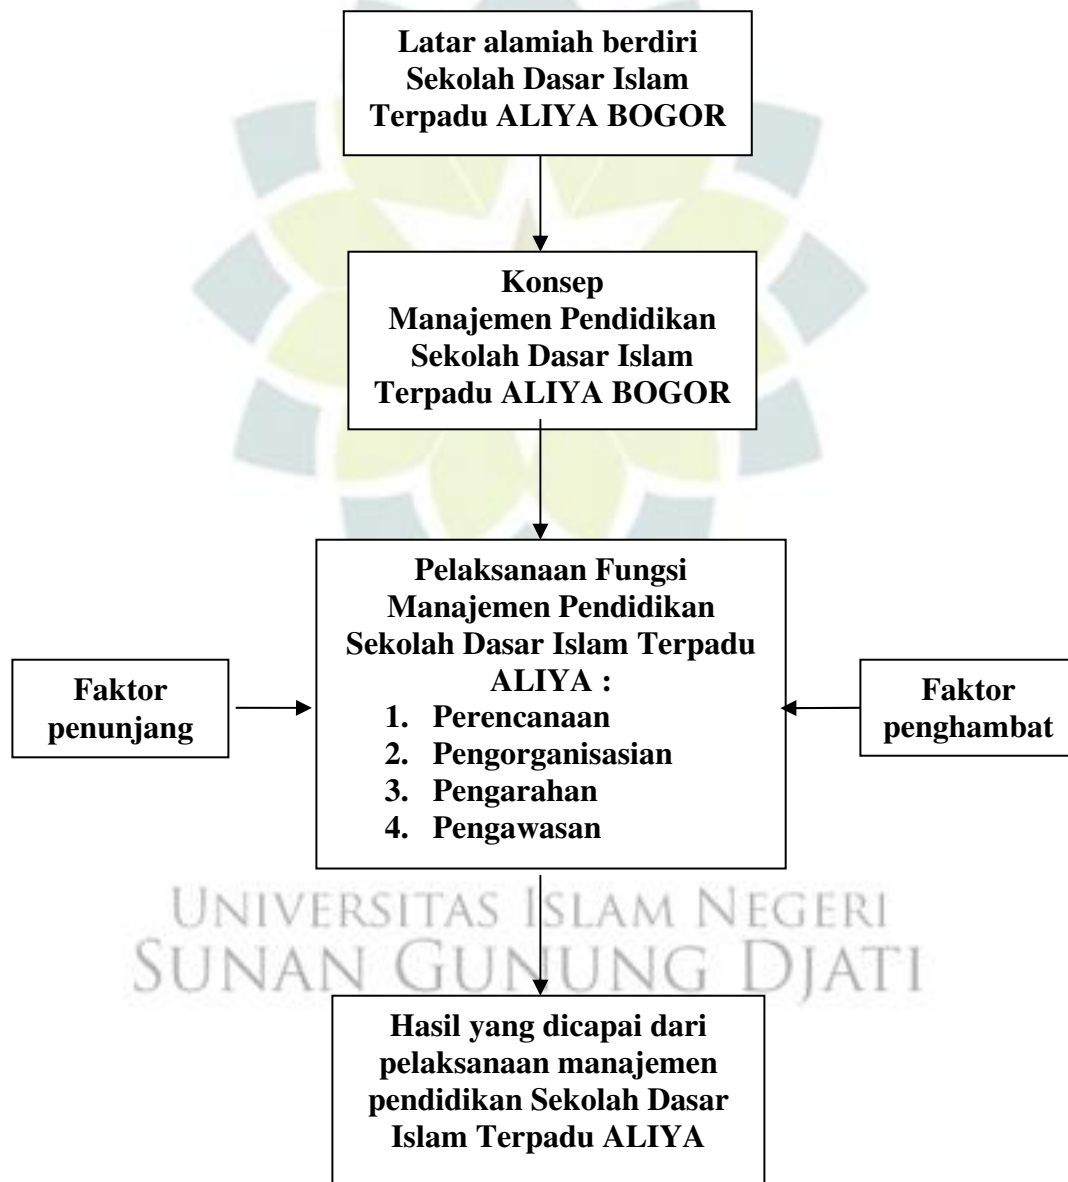 Latar alamiah berdiri
Sekolah Dasar Islam
Terpadu ALIYA BOGOR
Konsep
Manajemen Pendidikan
Sekolah Dasar Islam
Terpadu ALIYA BOGOR
Pelaksanaan Fungsi
Manajemen Pendidikan
Sekolah Dasar Islam Terpadu
ALIYA :
1. Perencanaan
2. Pengorganisasian
3. Pengarahan
4. Pengawasan
Faktor
penunjang
Faktor
penghambat
UNIVERSITAS ISLAM NEGERI
SUNAN GUNUNG DJATI
Hasil yang dicapai dari
pelaksanaan manajemen
pendidikan Sekolah Dasar
Islam Terpadu ALIYA